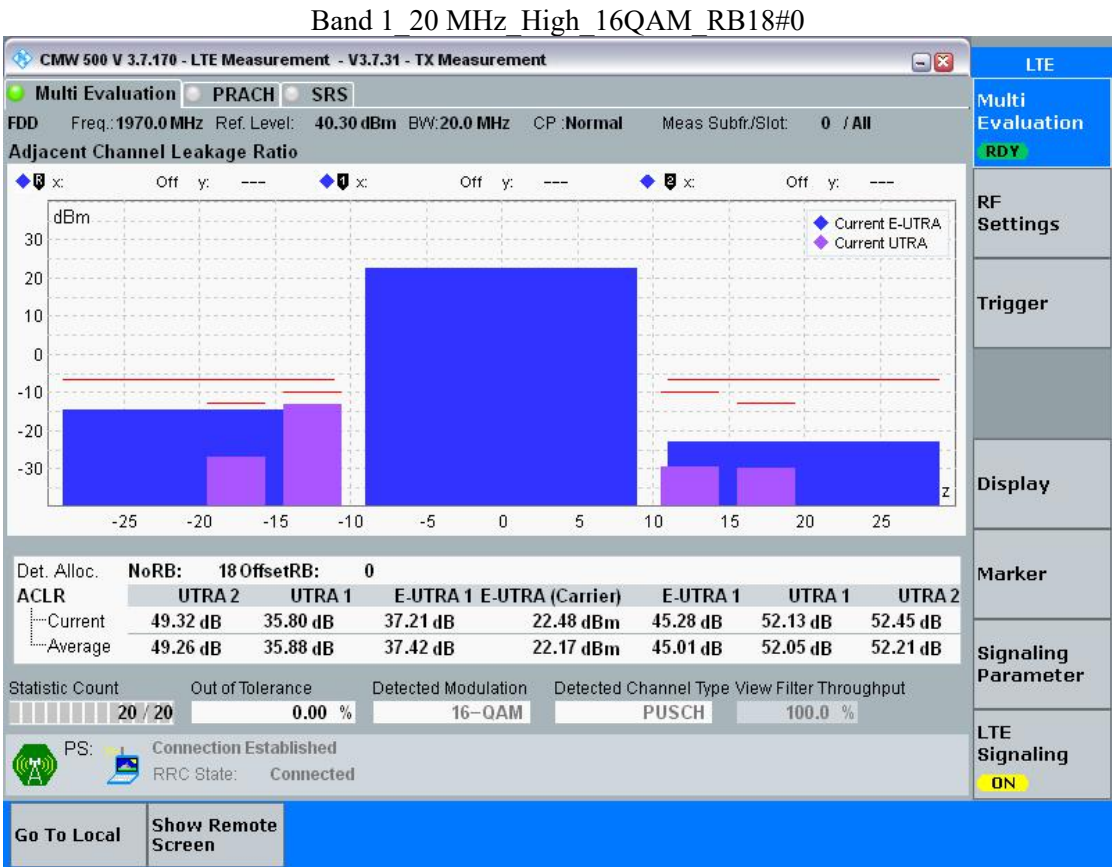 Band 1_20 MHz_High_16QAM_RB18#0
CMW 500 V 3.7.170 - LTE Measurement - V3.7.31 - TX Measurement
LTE
Multi Evaluation PRACH SRS
Multi Evaluation
RDY
FDD Freq.: 1970.0 MHz Ref. Level: 40.30 dBm BW: 20.0 MHz CP : Normal Meas Subfr./Slot: 0 / All
Adjacent Channel Leakage Ratio
R x: Off y: --- 1 x: Off y: --- 2 x: Off y: ---
dBm
Current E-UTRA
Current UTRA
30
20
10
0
-10
-20
-30
z
-25 -20 -15 -10 -5 0 5 10 15 20 25
RF Settings
Trigger
Display
Marker
Signaling Parameter
LTE Signaling
ON
Det. Alloc. NoRB: 18 OffsetRB: 0
ACLR UTRA 2 UTRA 1 E-UTRA 1 E-UTRA (Carrier) E-UTRA 1 UTRA 1 UTRA 2
Current 49.32 dB 35.80 dB 37.21 dB 22.48 dBm 45.28 dB 52.13 dB 52.45 dB
Average 49.26 dB 35.88 dB 37.42 dB 22.17 dBm 45.01 dB 52.05 dB 52.21 dB
Statistic Count Out of Tolerance Detected Modulation Detected Channel Type View Filter Throughput
20 / 20 0.00 % 16-QAM PUSCH 100.0 %
PS: Connection Established
RRC State: Connected
Go To Local
Show Remote Screen